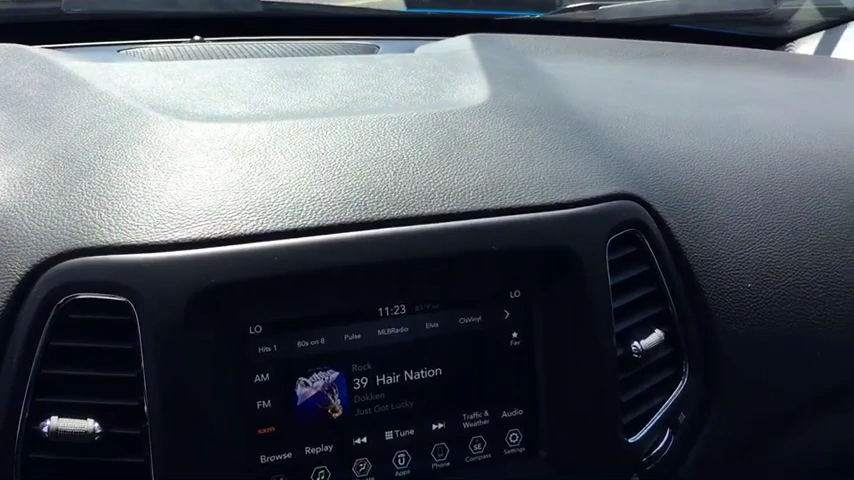 11:23
LO
LO
Hits 1 80s on 8 Pulse MLBRadio Elvis ClsVinyl
Fav
AM
FM
SXM
Rock
39 Hair Nation
Dokken
Just Got Lucky
Browse Replay Tune Traffic & Weather Audio
Apps Phone SE Compass Settings